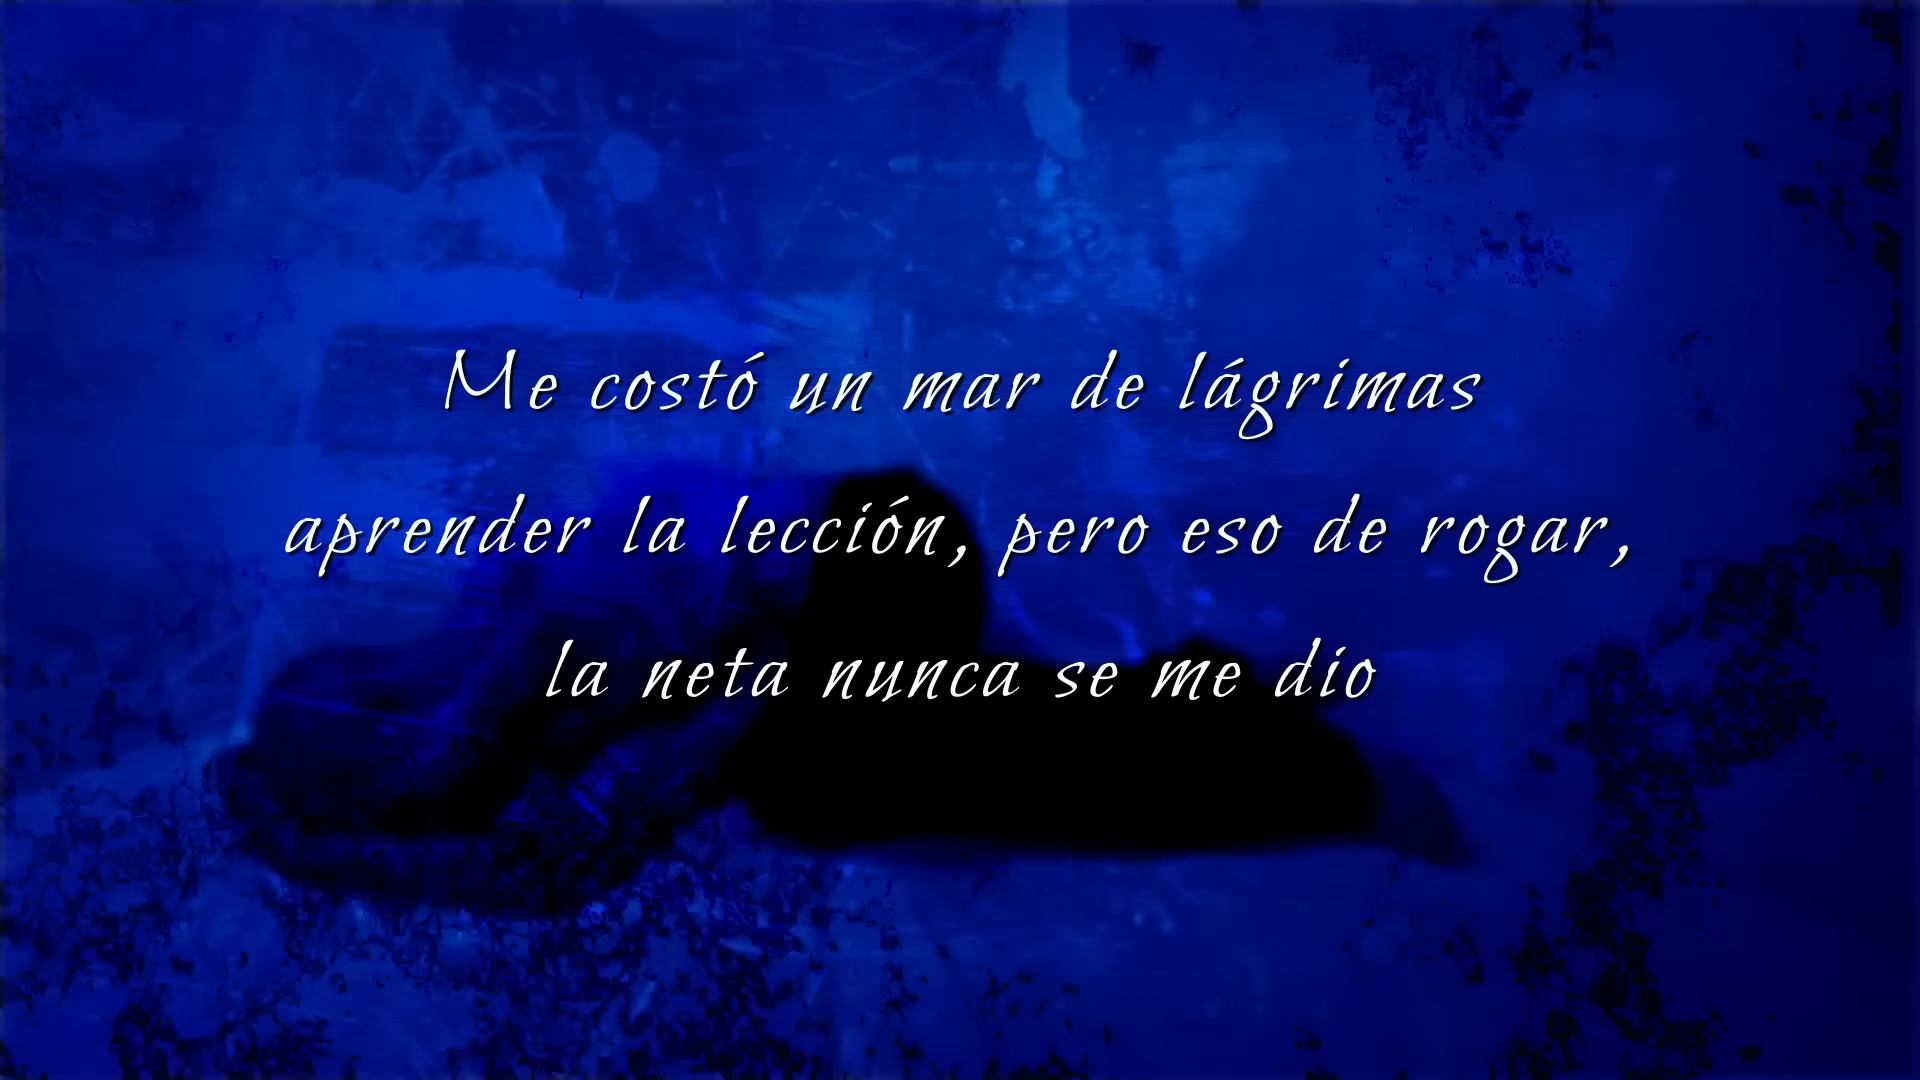 Me costó un mar de lágrimas
aprender la lección, pero eso de rogar,
la neta nunca se me dio